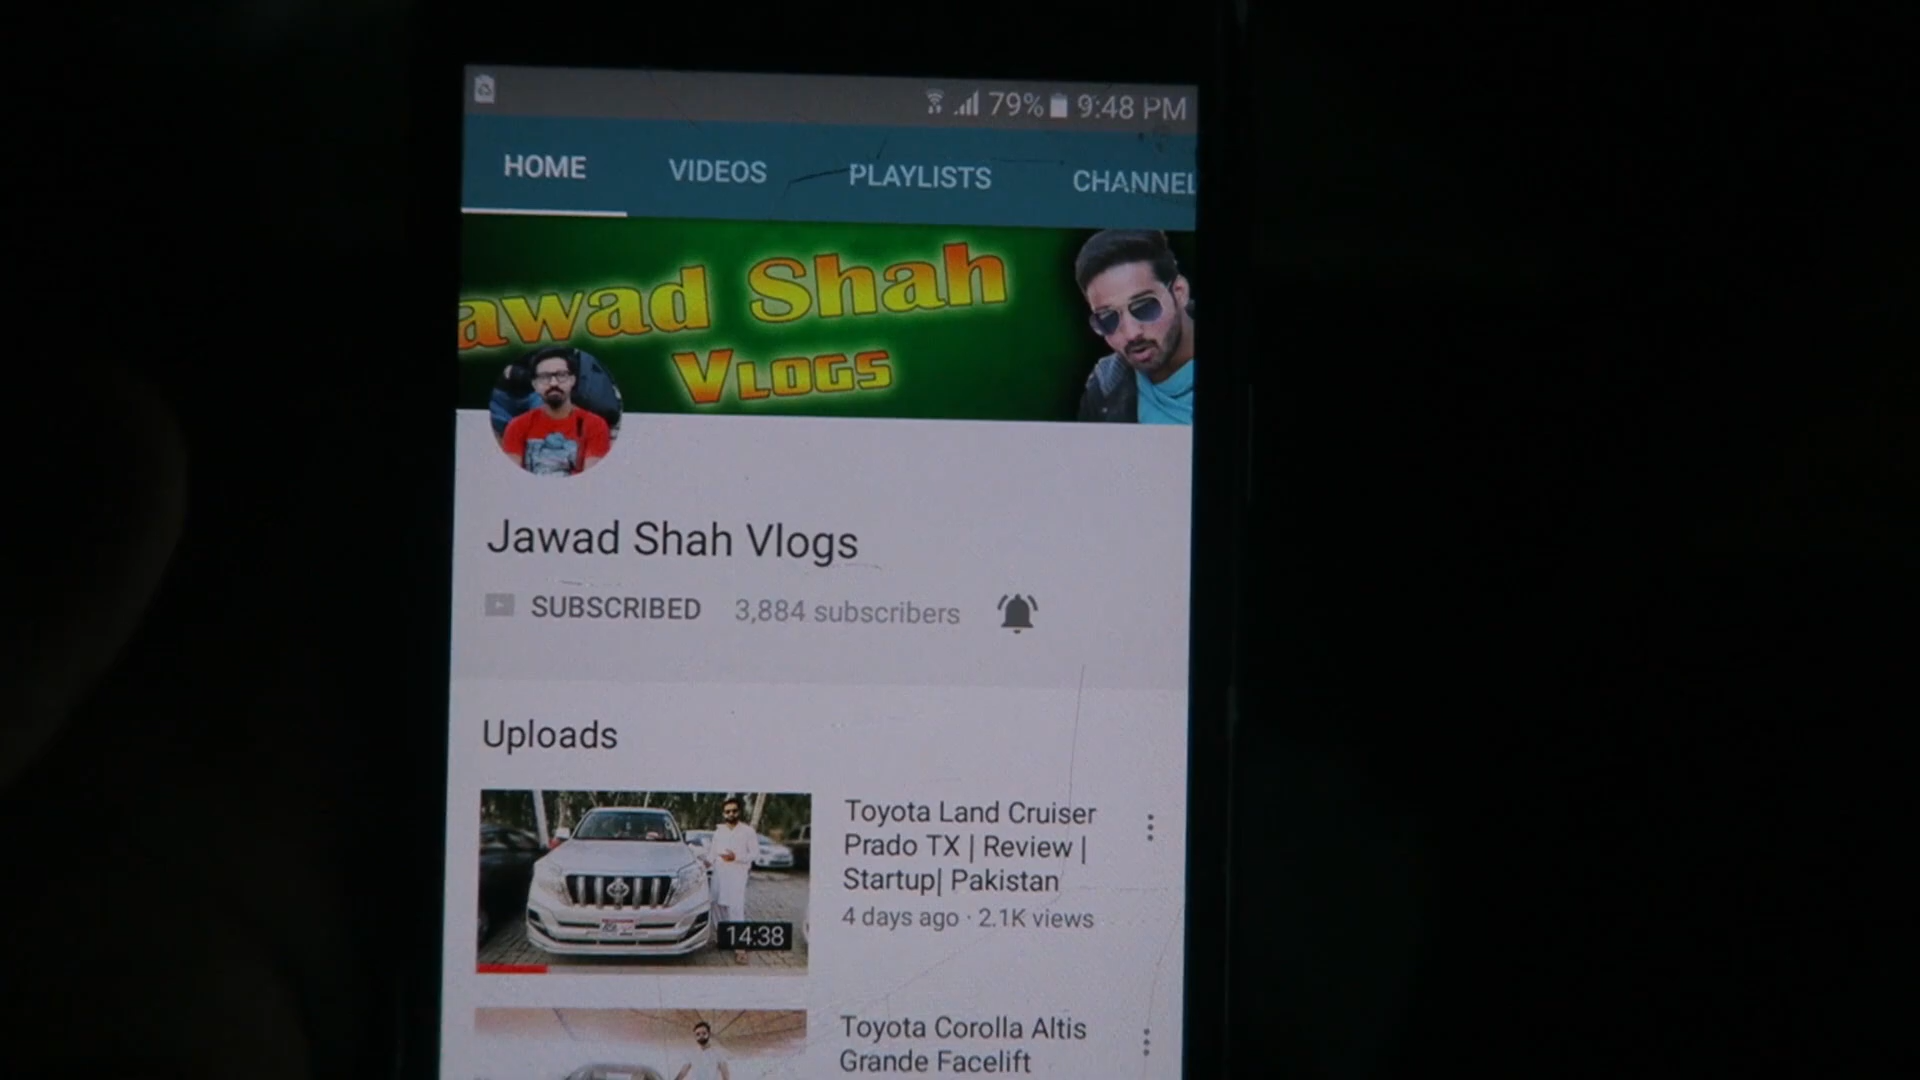 79% 9:48 PM
HOME VIDEOS PLAYLISTS CHANNEL
awad Shah
VLOGS
Jawad Shah Vlogs
SUBSCRIBED 3,884 subscribers
Uploads
Toyota Land Cruiser
Prado TX | Review |
Startup| Pakistan
4 days ago · 2.1K views
14:38
Toyota Corolla Altis
Grande Facelift